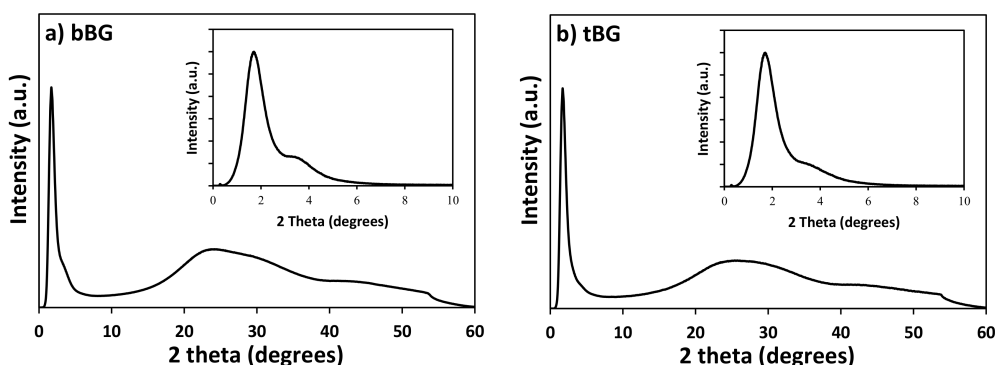 a) bBG
Intensity (a.u.)
Intensity (a.u.)
0 2 4 6 8 10
2 Theta (degrees)
0 10 20 30 40 50 60
2 theta (degrees)
b) tBG
Intensity (a.u.)
Intensity (a.u.)
0 2 4 6 8 10
2 Theta (degrees)
0 10 20 30 40 50 60
2 theta (degrees)